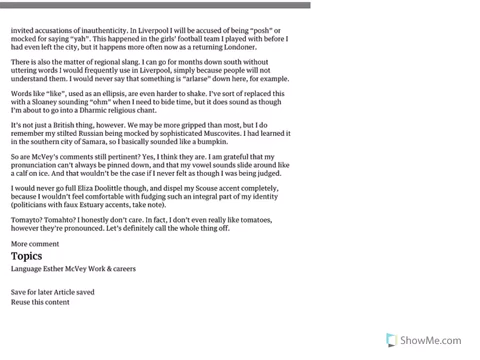 invited accusations of inauthenticity. In Liverpool I will be accused of being “posh” or
mocked for saying “yah”. This happened in the girls’ football team I played with before I
had even left the city, but it happens more often now as a returning Londoner.
There is also the matter of regional slang. I can go for months down south without
uttering words I would frequently use in Liverpool, simply because people will not
understand them. I would never say that something is “arlarse” down here, for example.
Words like “like”, used as an ellipsis, are even harder to shake. I’ve sort of replaced this
with a Sloaney sounding “ohm” when I need to bide time, but it does sound as though
I’m about to go into a Dharmic religious chant.
It’s not just a British thing, however. We may be more gripped than most, but I do
remember my stilted Russian being mocked by sophisticated Muscovites. I had learned it
in the southern city of Samara, so I basically sounded like a bumpkin.
So are McVey’s comments still pertinent? Yes, I think they are. I am grateful that my
pronunciation can’t always be pinned down, and that my vowel sounds slide around like
a calf on ice. And that wouldn’t be the case if I never felt as though I was being judged.
I would never go full Eliza Doolittle though, and dispel my Scouse accent completely,
because I wouldn’t feel comfortable with fudging such an integral part of my identity
(politicians with faux Estuary accents, take note).
Tomayto? Tomahto? I honestly don’t care. In fact, I don’t even really like tomatoes,
however they’re pronounced. Let’s definitely call the whole thing off.
More comment
Topics
Language Esther McVey Work & careers
Save for later Article saved
Reuse this content
ShowMe.com